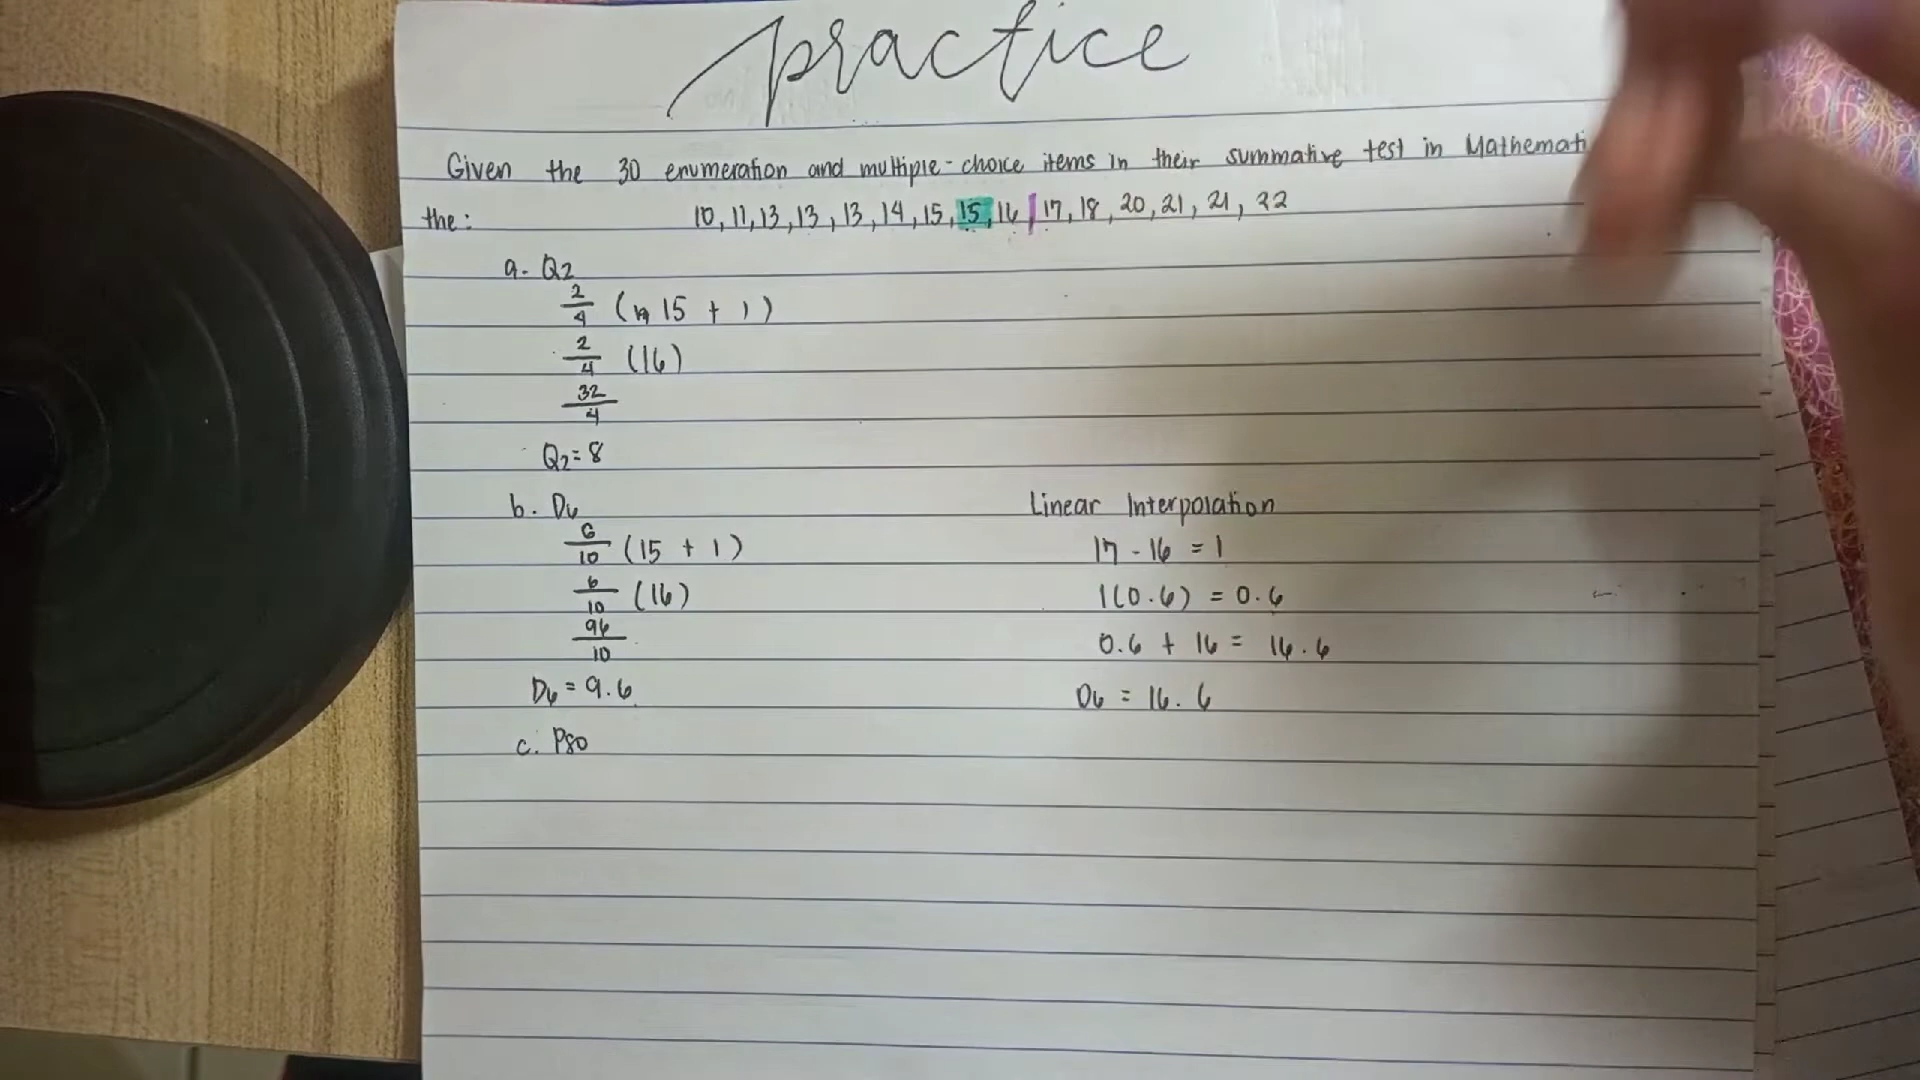 practice
Given the 30 enumeration and multiple-choice items in their summative test in Mathemati
the: 10, 11, 13, 13, 13, 14, 15, 15, 16, 17, 18, 20, 21, 21, 22
a. Q2
2/4 (15 + 1)
2/4 (16)
32/4
Q2 = 8
b. D6
6/10 (15 + 1)
6/10 (16)
96/10
D6 = 9.6
Linear Interpolation
17 - 16 = 1
1(0.6) = 0.6
0.6 + 16 = 16.6
D6 = 16.6
c. P80